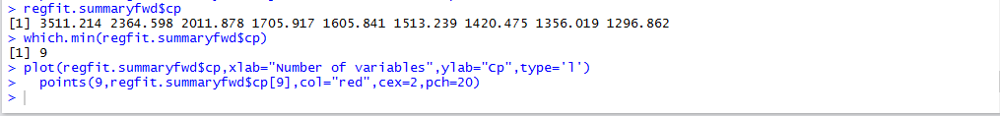 > regfit.summaryfwd$cp
[1] 3511.214 2364.598 2011.878 1705.917 1605.841 1513.239 1420.475 1356.019 1296.862
> which.min(regfit.summaryfwd$cp)
[1] 9
> plot(regfit.summaryfwd$cp,xlab="Number of variables",ylab="Cp",type='l')
>   points(9,regfit.summaryfwd$cp[9],col="red",cex=2,pch=20)
>